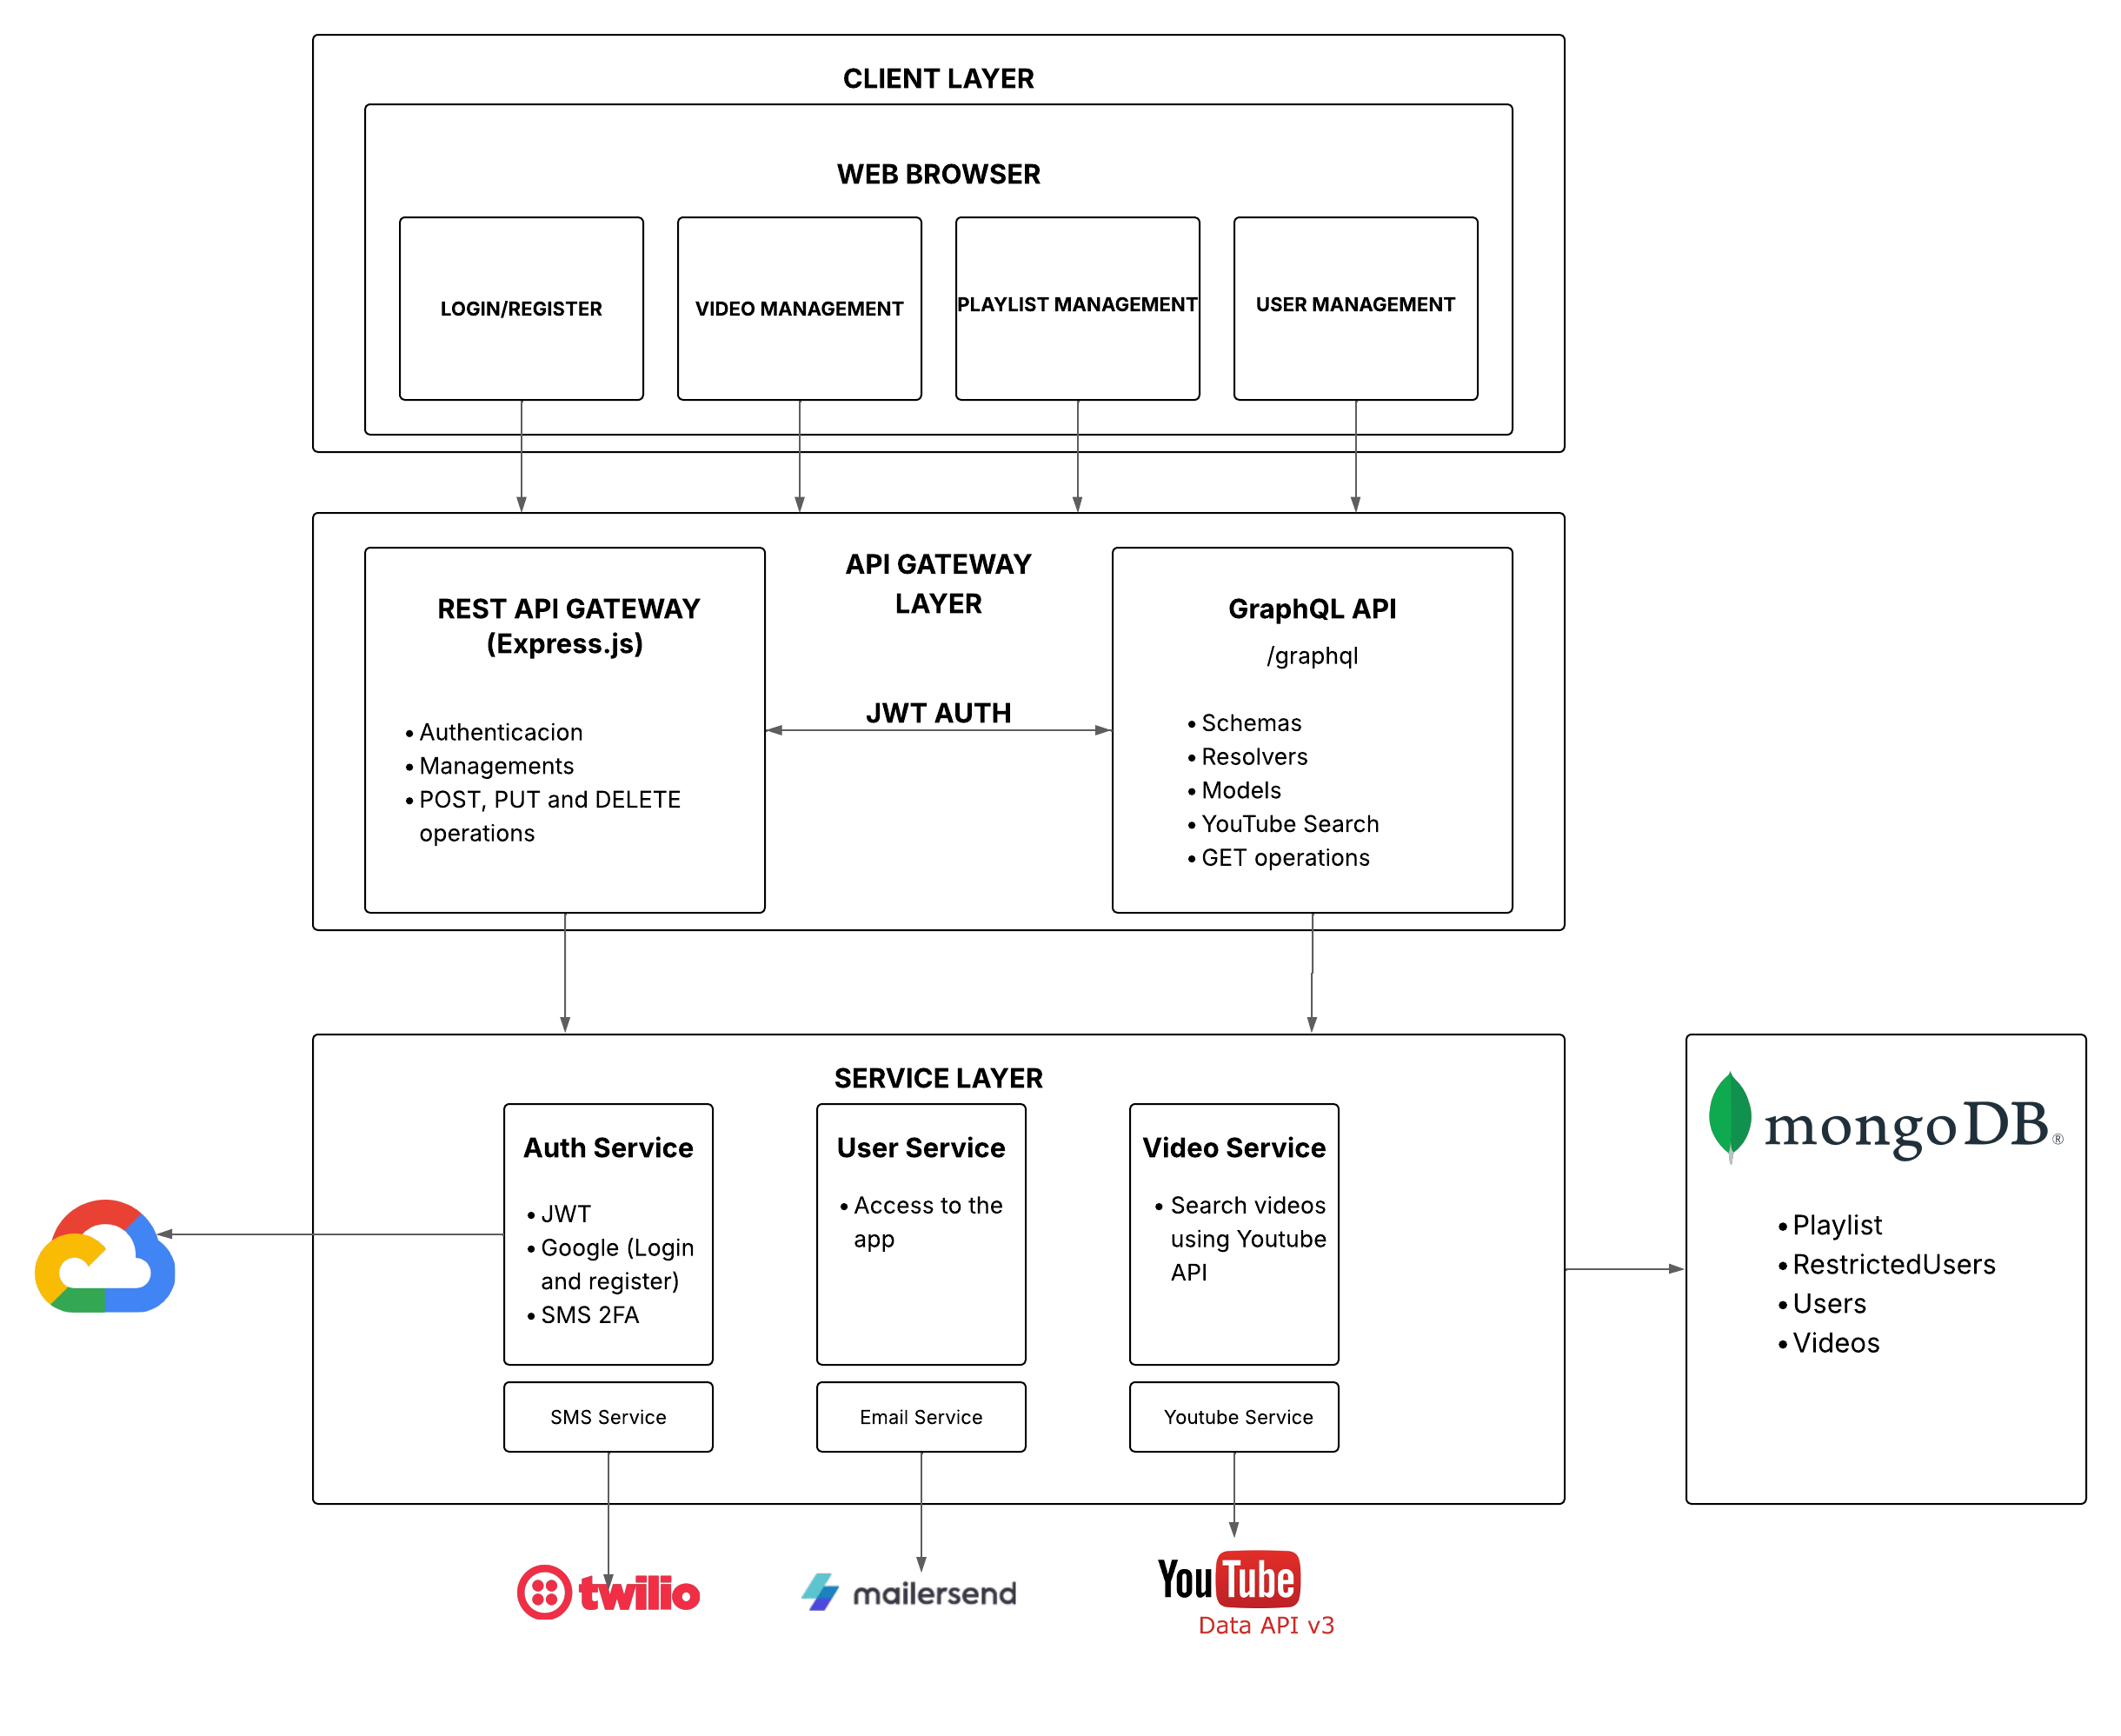 CLIENT LAYER
WEB BROWSER
LOGIN/REGISTER
VIDEO MANAGEMENT
PLAYLIST MANAGEMENT
USER MANAGEMENT
API GATEWAY
LAYER
REST API GATEWAY
(Express.js)
• Authenticacion
• Managements
• POST, PUT and DELETE
operations
JWT AUTH
GraphQL API
/graphql
• Schemas
• Resolvers
• Models
• YouTube Search
• GET operations
SERVICE LAYER
Auth Service
• JWT
• Google (Login
and register)
• SMS 2FA
User Service
• Access to the
app
Video Service
• Search videos
using Youtube
API
SMS Service
Email Service
Youtube Service
mongoDB®
• Playlist
• RestrictedUsers
• Users
• Videos
twilio
mailersend
YouTube
Data API v3